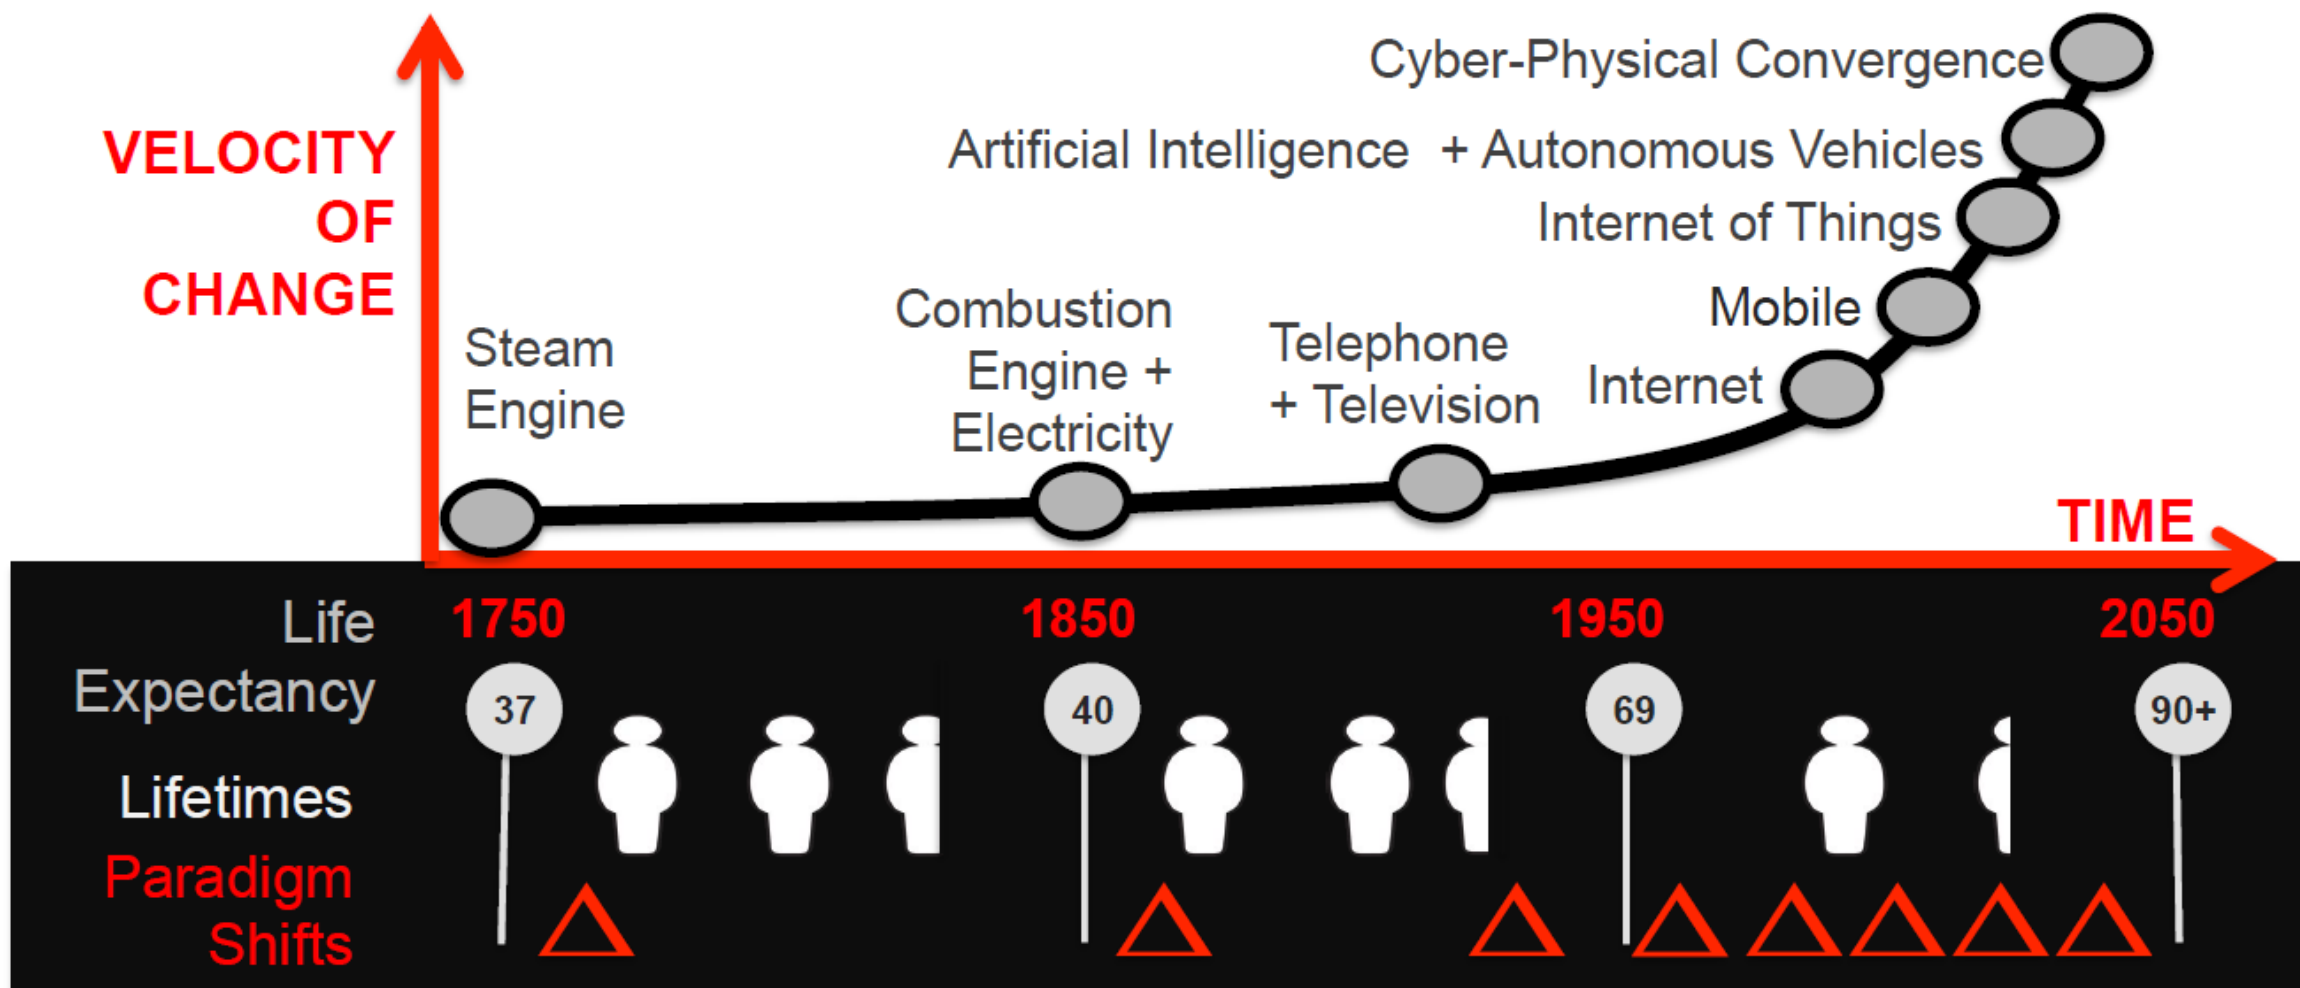 VELOCITY
OF
CHANGE
Cyber-Physical Convergence
Artificial Intelligence + Autonomous Vehicles
Internet of Things
Mobile
Internet
Telephone
+ Television
Combustion
Engine +
Electricity
Steam
Engine
TIME
Life
Expectancy
1750
1850
1950
2050
37
40
69
90+
Lifetimes
Paradigm
Shifts